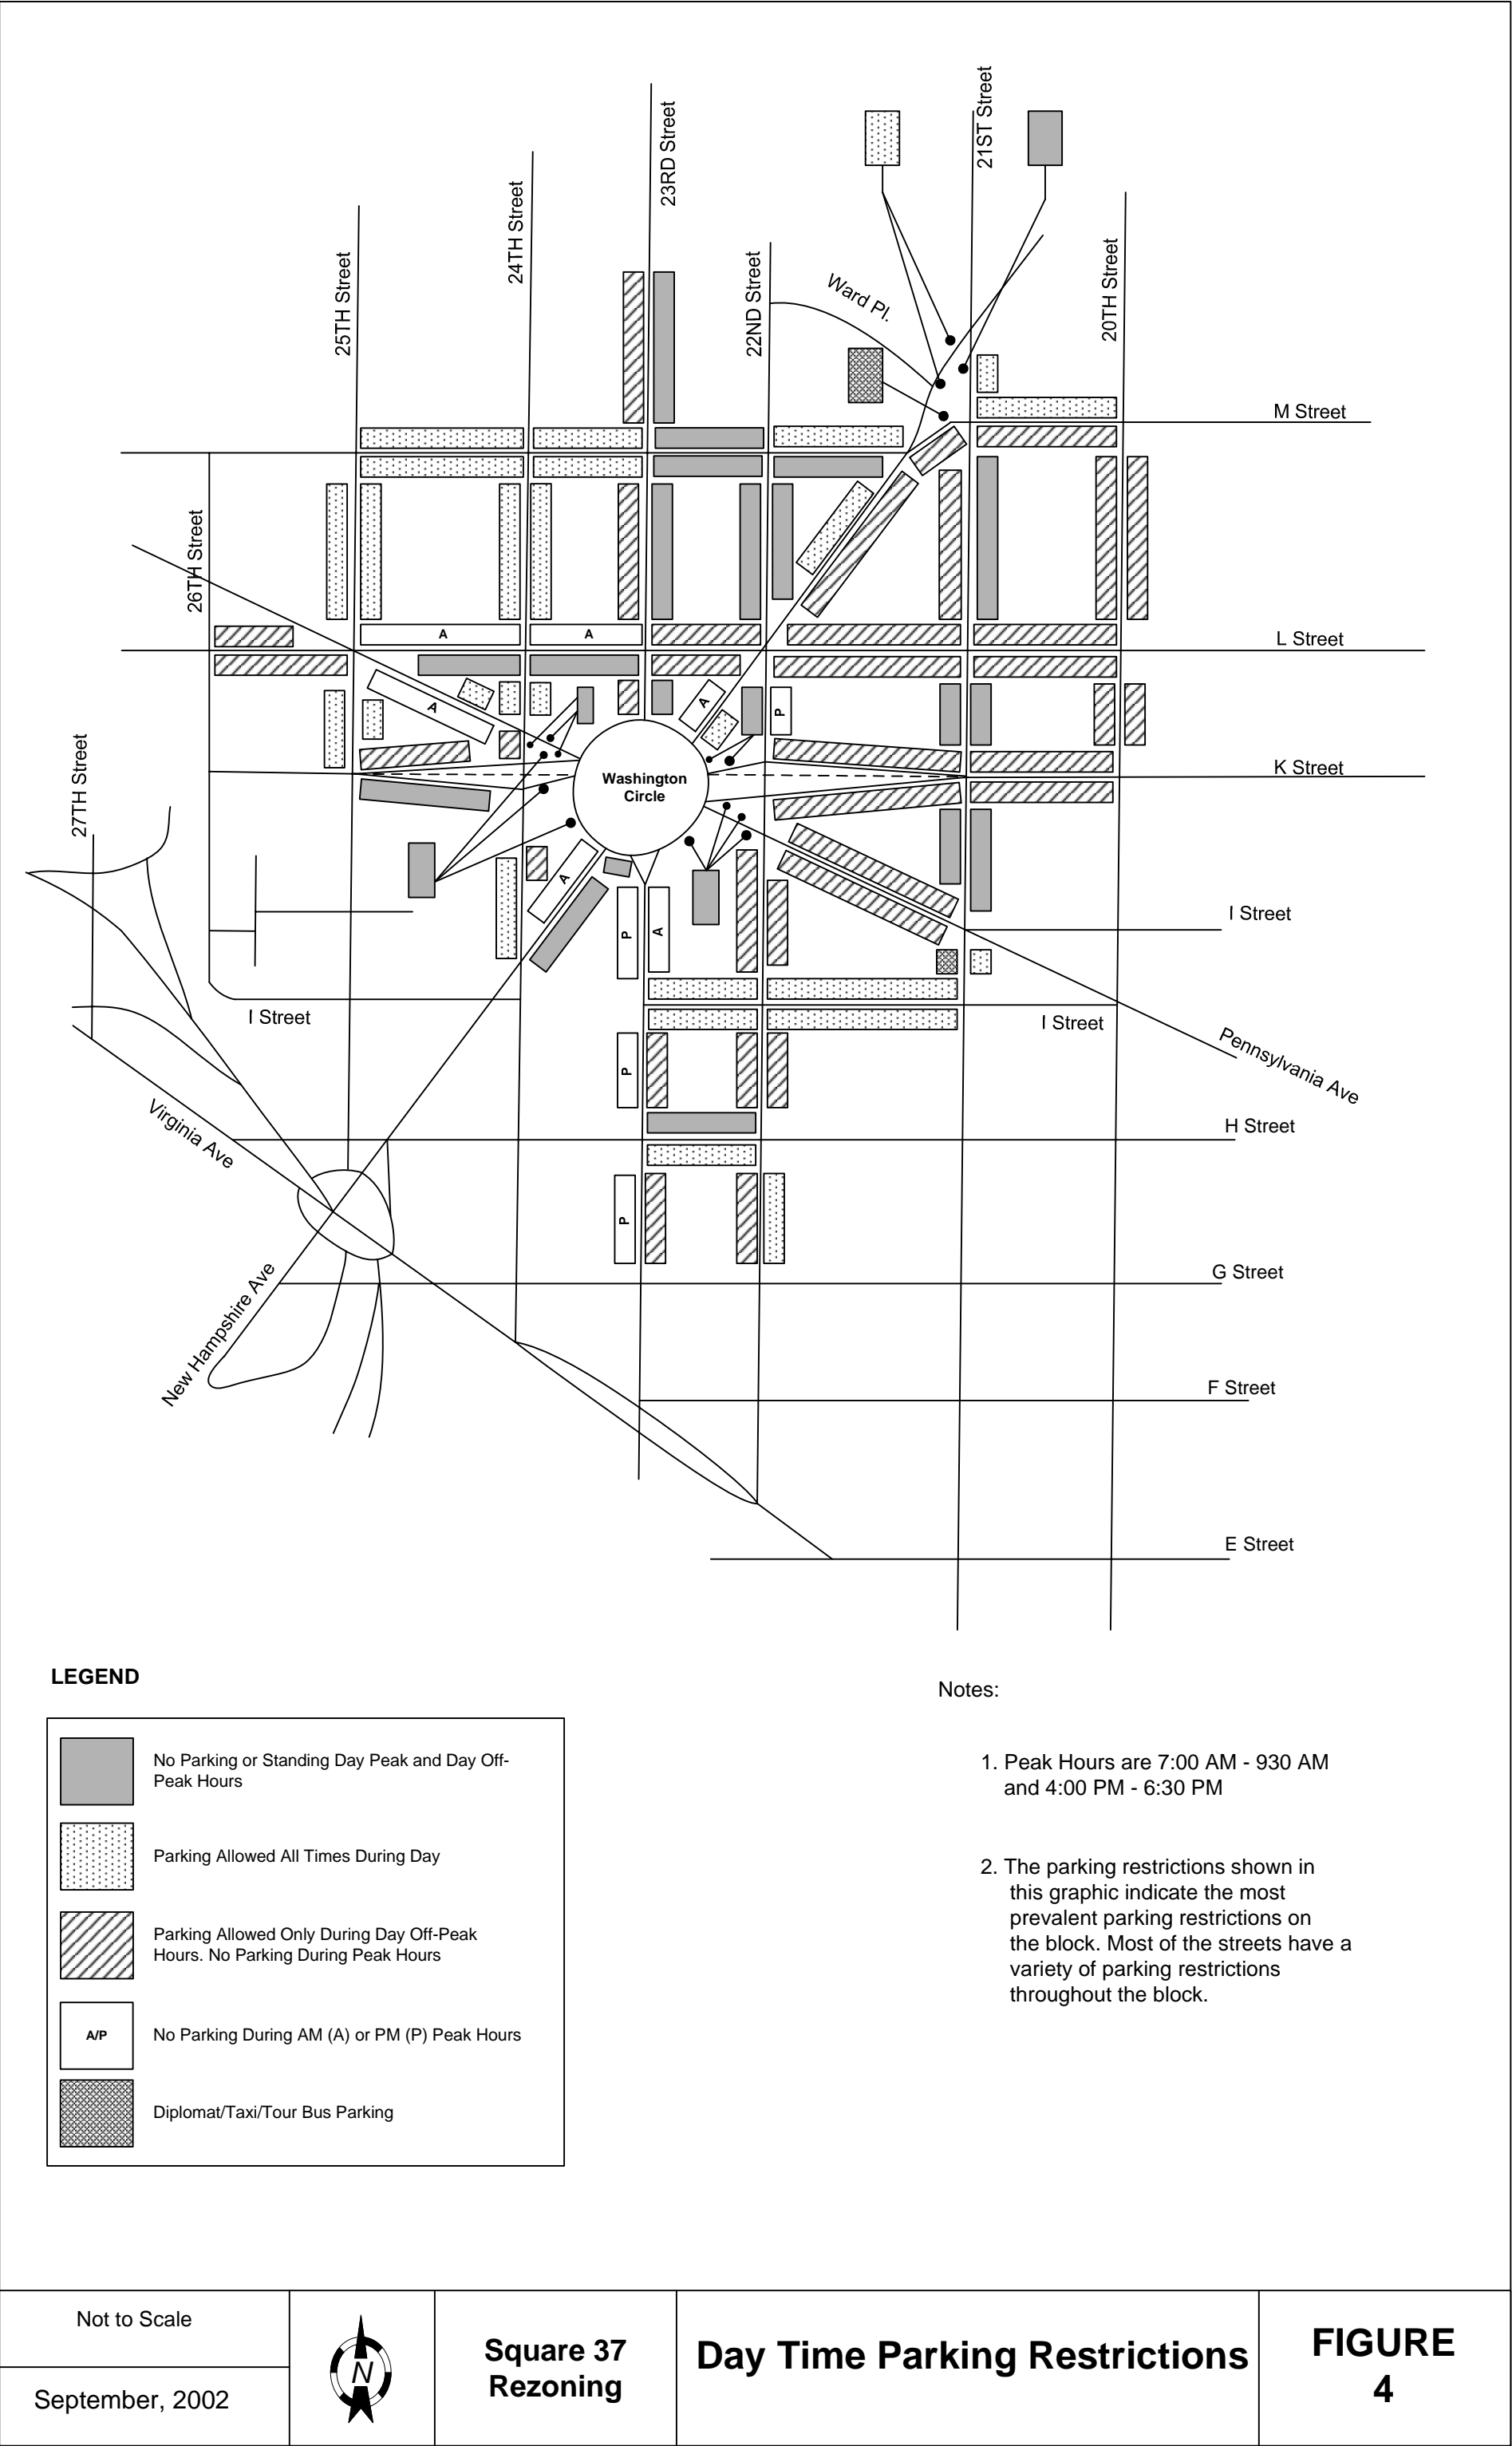 21ST Street
23RD Street
24TH Street
20TH Street
25TH Street
22ND Street
Ward Pl.
M Street
26TH Street
L Street
A
A
A
A
P
27TH Street
K Street
Washington
Circle
A
P
A
I Street
I Street
I Street
Pennsylvania Ave
P
Virginia Ave
H Street
P
New Hampshire Ave
G Street
F Street
E Street
LEGEND
No Parking or Standing Day Peak and Day Off-
Peak Hours
Parking Allowed All Times During Day
Parking Allowed Only During Day Off-Peak
Hours. No Parking During Peak Hours
A/P
No Parking During AM (A) or PM (P) Peak Hours
Diplomat/Taxi/Tour Bus Parking
Notes:
1. Peak Hours are 7:00 AM - 930 AM
and 4:00 PM - 6:30 PM
2. The parking restrictions shown in
this graphic indicate the most
prevalent parking restrictions on
the block. Most of the streets have a
variety of parking restrictions
throughout the block.
Not to Scale
September, 2002
N
Square 37
Rezoning
Day Time Parking Restrictions
FIGURE
4